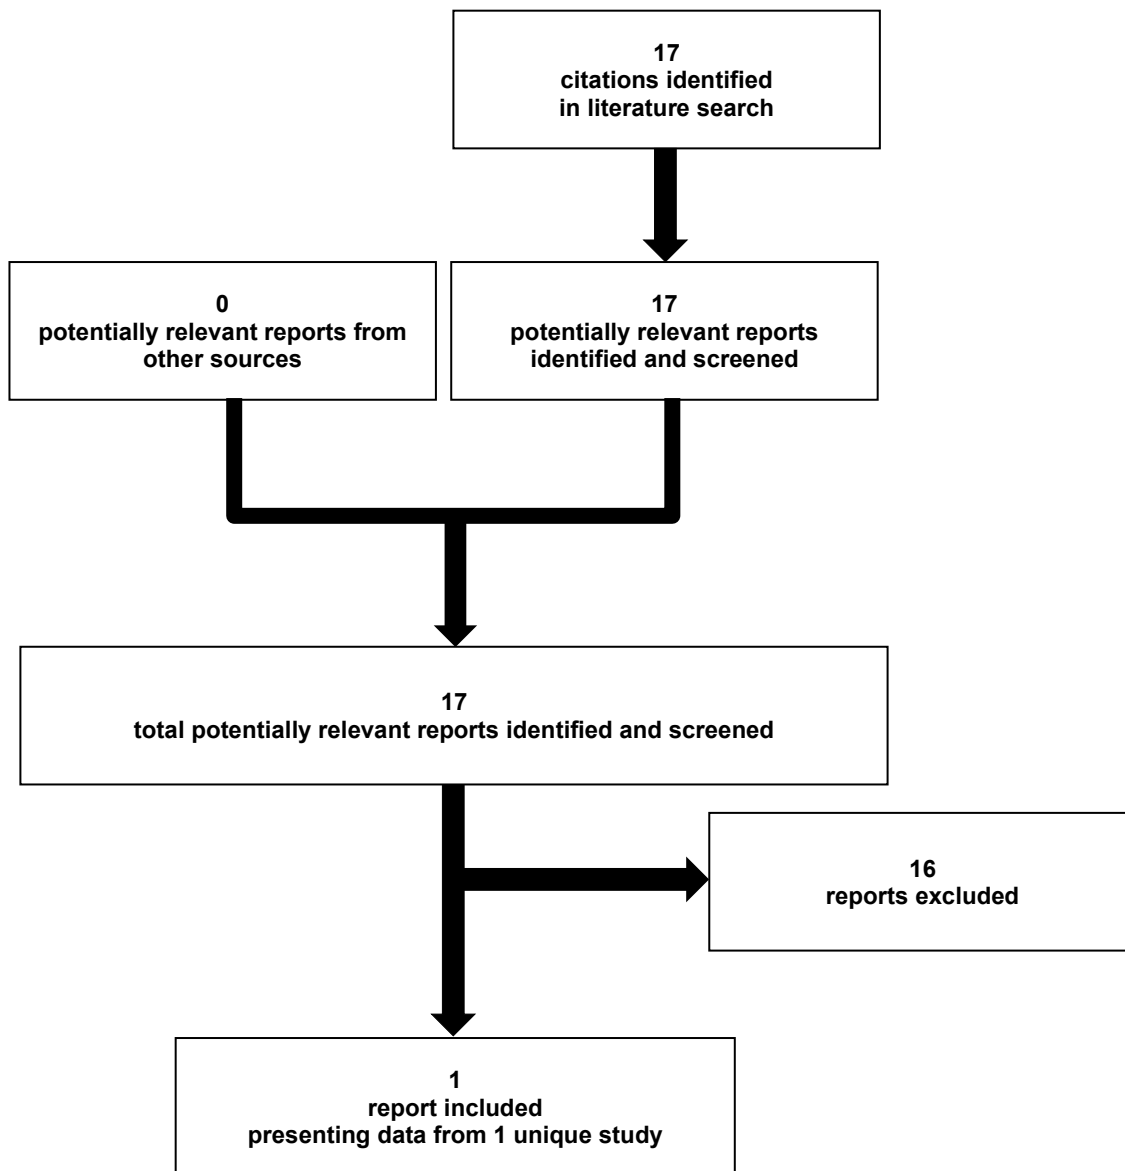 17
citations identified
in literature search
0
potentially relevant reports from
other sources
17
potentially relevant reports
identified and screened
17
total potentially relevant reports identified and screened
16
reports excluded
1
report included
presenting data from 1 unique study